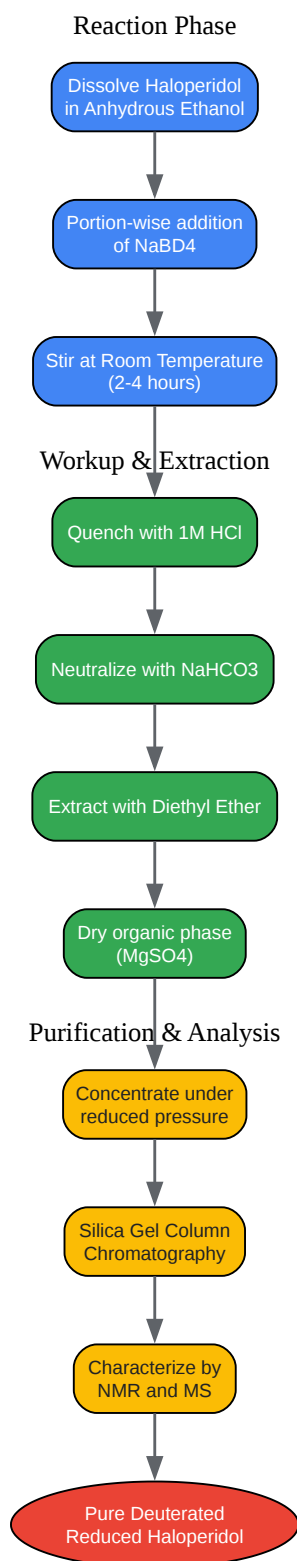 Reaction Phase
Dissolve Haloperidol
in Anhydrous Ethanol
Portion-wise addition
of NaBD4
Stir at Room Temperature
(2-4 hours)
Workup & Extraction
Quench with 1M HCl
Neutralize with NaHCO3
Extract with Diethyl Ether
Dry organic phase
(MgSO4)
Purification & Analysis
Concentrate under
reduced pressure
Silica Gel Column
Chromatography
Characterize by
NMR and MS
Pure Deuterated
Reduced Haloperidol